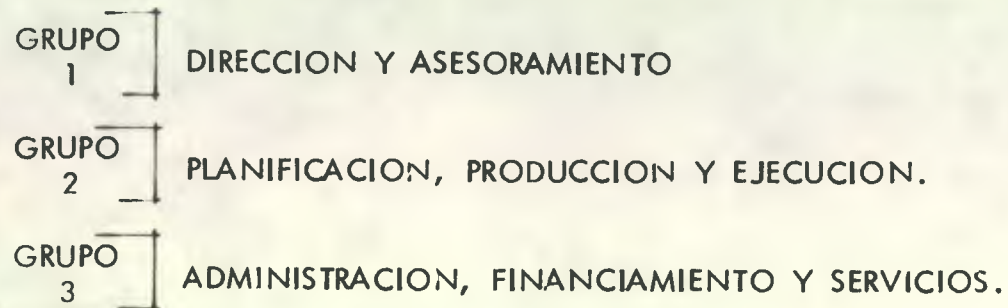 GRUPO
1
DIRECCION Y ASESORAMIENTO
GRUPO
2
PLANIFICACION, PRODUCCION Y EJECUCION.
GRUPO
3
ADMINISTRACION, FINANCIAMIENTO Y SERVICIOS.